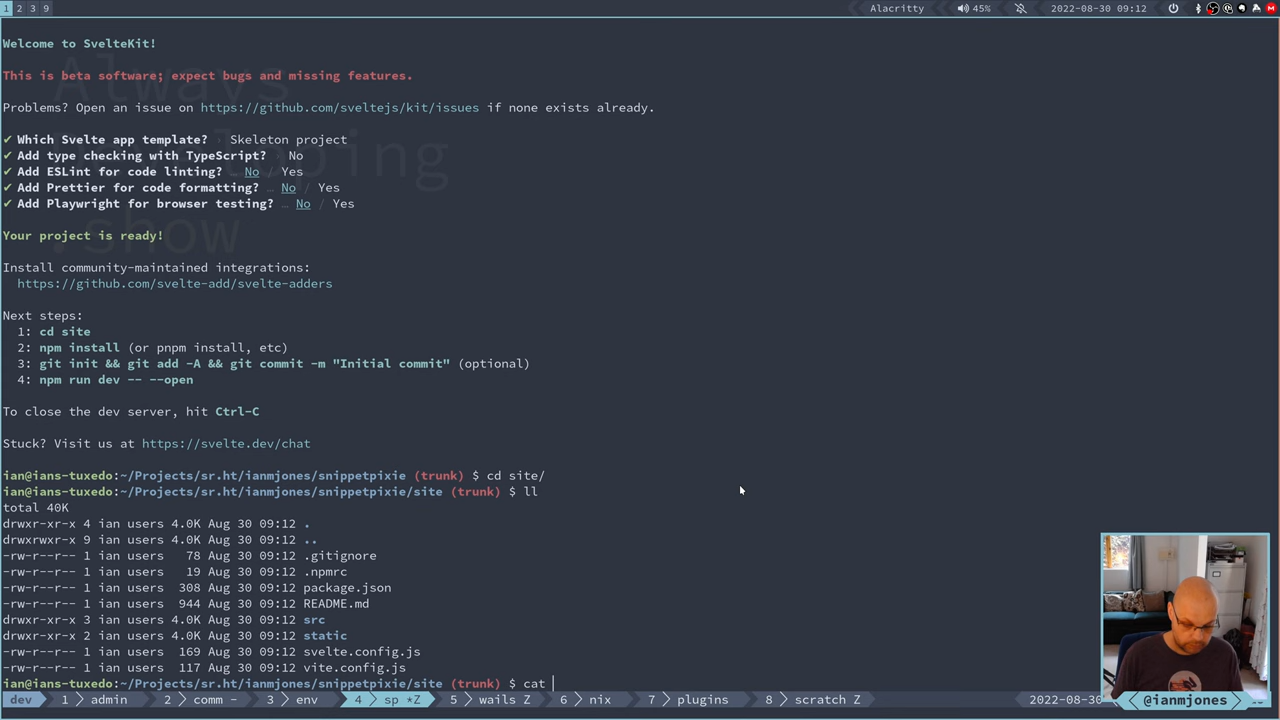 1 2 3 9 Alacritty 45% 2022-08-30 09:12
Welcome to SvelteKit!
This is beta software; expect bugs and missing features.
Always
Problems? Open an issue on https://github.com/sveltejs/kit/issues if none exists already.
✔ Which Svelte app template? · Skeleton project
✔ Add type checking with TypeScript? · No
✔ Add ESLint for code linting? … No / Yes
✔ Add Prettier for code formatting? … No / Yes
✔ Add Playwright for browser testing? … No / Yes
.show
Your project is ready!
Install community-maintained integrations:
https://github.com/svelte-add/svelte-adders
Next steps:
1: cd site
2: npm install (or pnpm install, etc)
3: git init && git add -A && git commit -m "Initial commit" (optional)
4: npm run dev -- --open
To close the dev server, hit Ctrl-C
Stuck? Visit us at https://svelte.dev/chat
ian@ians-tuxedo:~/Projects/sr.ht/ianmjones/snippetpixie (trunk) $ cd site/
ian@ians-tuxedo:~/Projects/sr.ht/ianmjones/snippetpixie/site (trunk) $ ll
total 40K
drwxr-xr-x 4 ian users 4.0K Aug 30 09:12 .
drwxrwxr-x 9 ian users 4.0K Aug 30 09:12 ..
-rw-r--r-- 1 ian users 78 Aug 30 09:12 .gitignore
-rw-r--r-- 1 ian users 19 Aug 30 09:12 .npmrc
-rw-r--r-- 1 ian users 308 Aug 30 09:12 package.json
-rw-r--r-- 1 ian users 944 Aug 30 09:12 README.md
drwxr-xr-x 3 ian users 4.0K Aug 30 09:12 src
drwxr-xr-x 2 ian users 4.0K Aug 30 09:12 static
-rw-r--r-- 1 ian users 169 Aug 30 09:12 svelte.config.js
-rw-r--r-- 1 ian users 117 Aug 30 09:12 vite.config.js
ian@ians-tuxedo:~/Projects/sr.ht/ianmjones/snippetpixie/site (trunk) $ cat
dev 1 admin 2 comm - 3 env 4 sp *Z 5 wails Z 6 nix 7 plugins 8 scratch Z 2022-08-30 @ianmjones